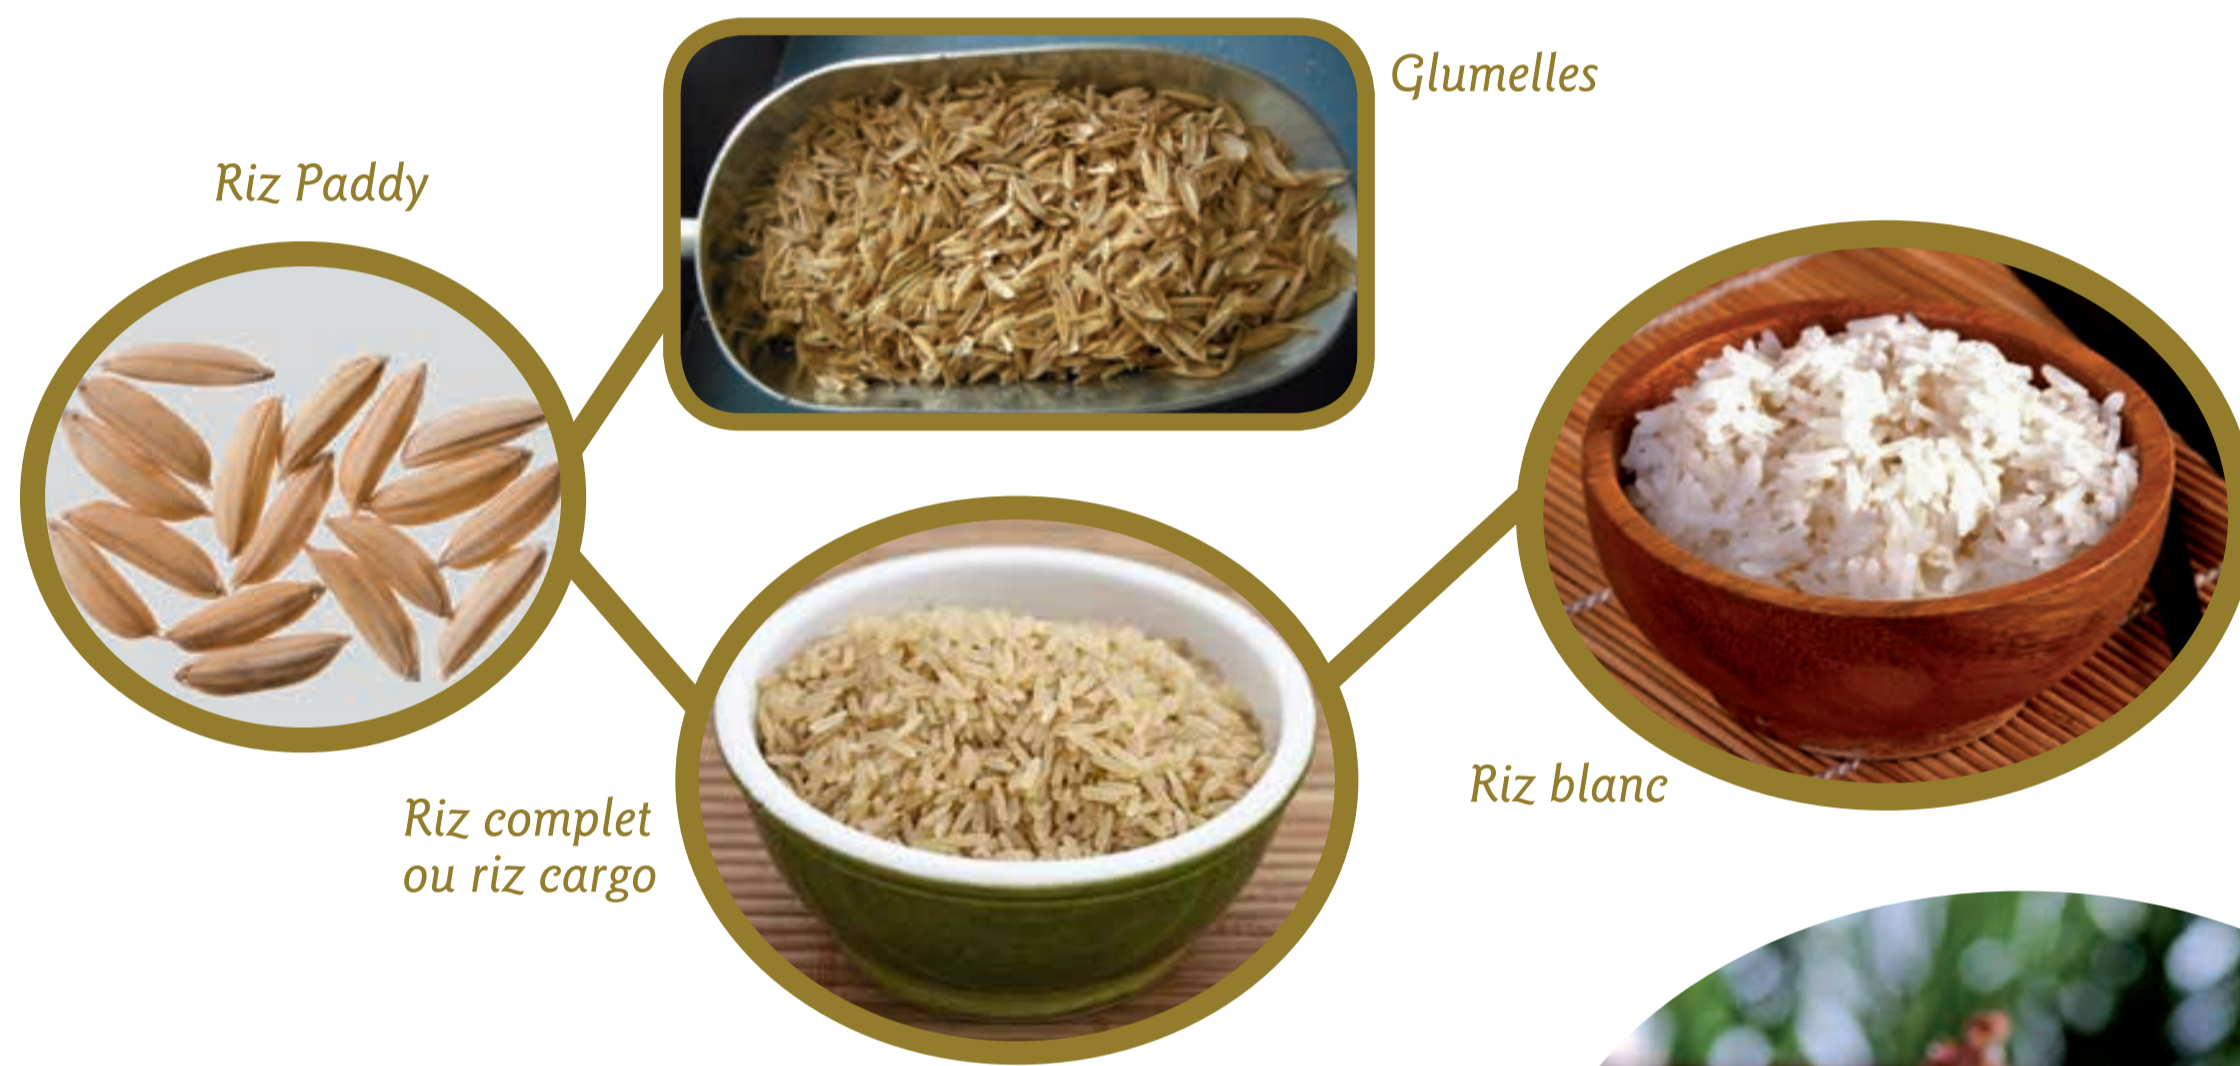 Glumelles
Riz Paddy
Riz blanc
Riz complet
ou riz cargo